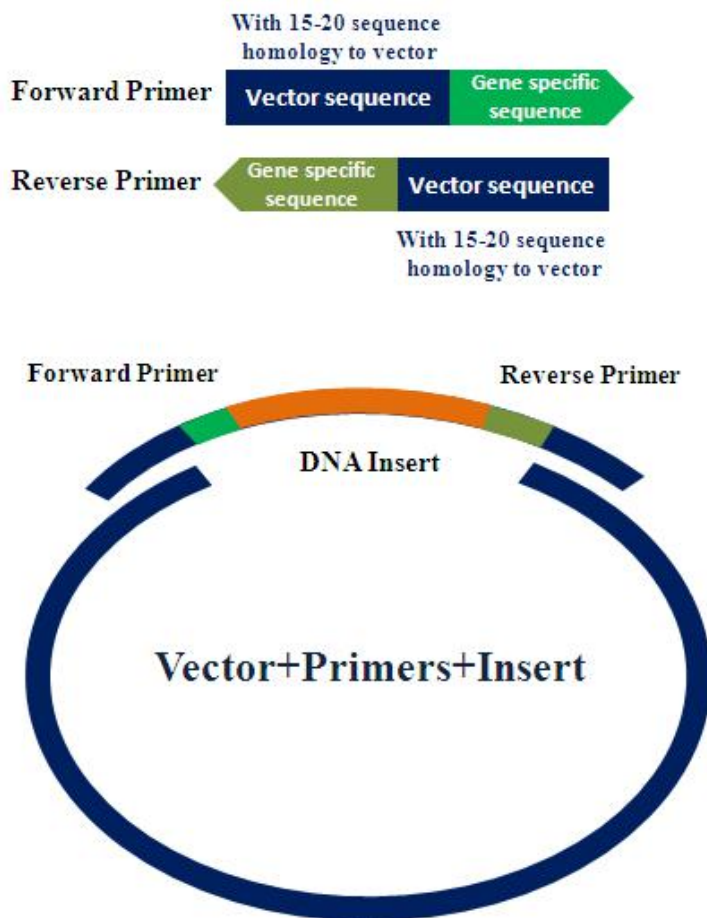 With 15-20 sequence
homology to vector
Forward Primer
Vector sequence
Gene specific
sequence
Reverse Primer
Gene specific
sequence
Vector sequence
With 15-20 sequence
homology to vector
Forward Primer
Reverse Primer
DNA Insert
Vector+Primers+Insert